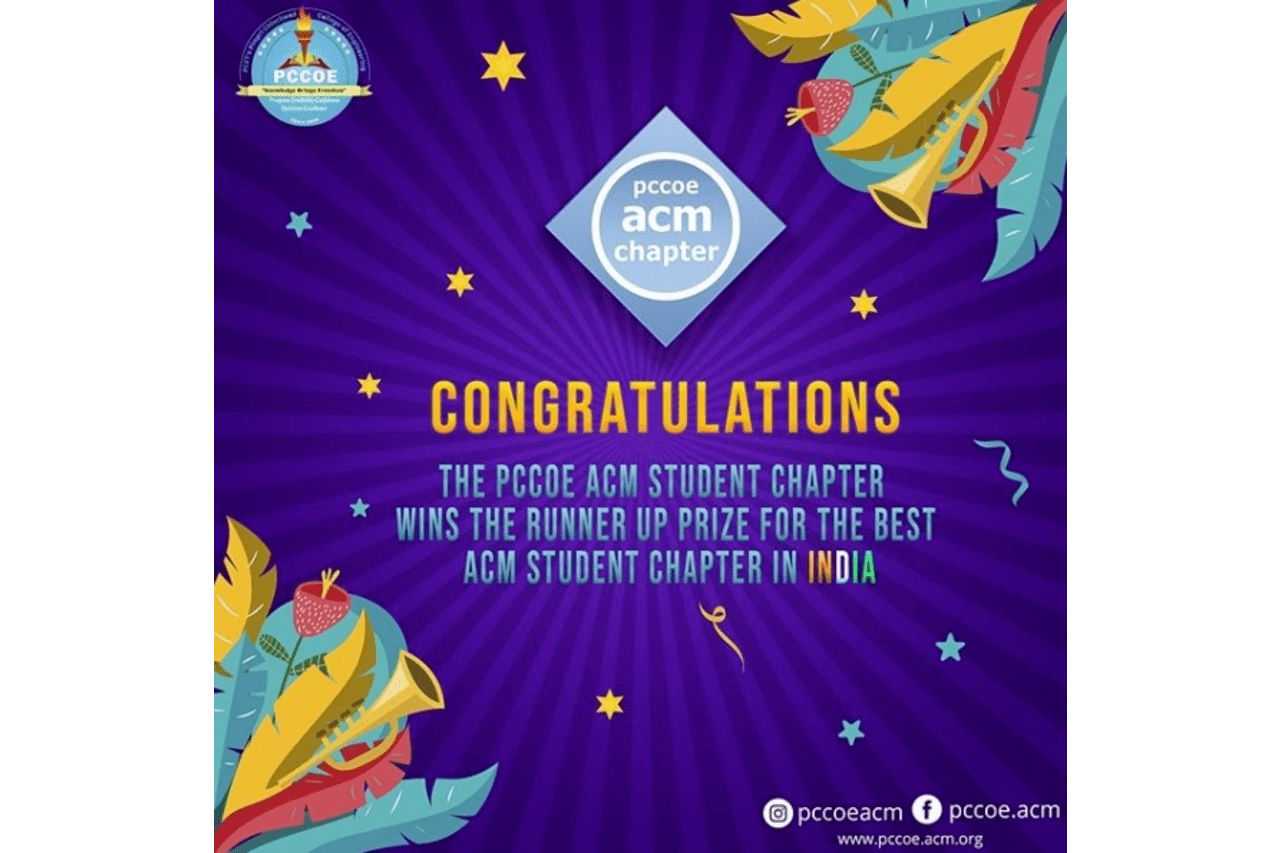 PCCOE
"Knowledge Brings Freedom"
pccoe
acm
chapter
CONGRATULATIONS
THE PCCOE ACM STUDENT CHAPTER
WINS THE RUNNER UP PRIZE FOR THE BEST
ACM STUDENT CHAPTER IN INDIA
pccoeacm pccoe.acm
www.pccoe.acm.org